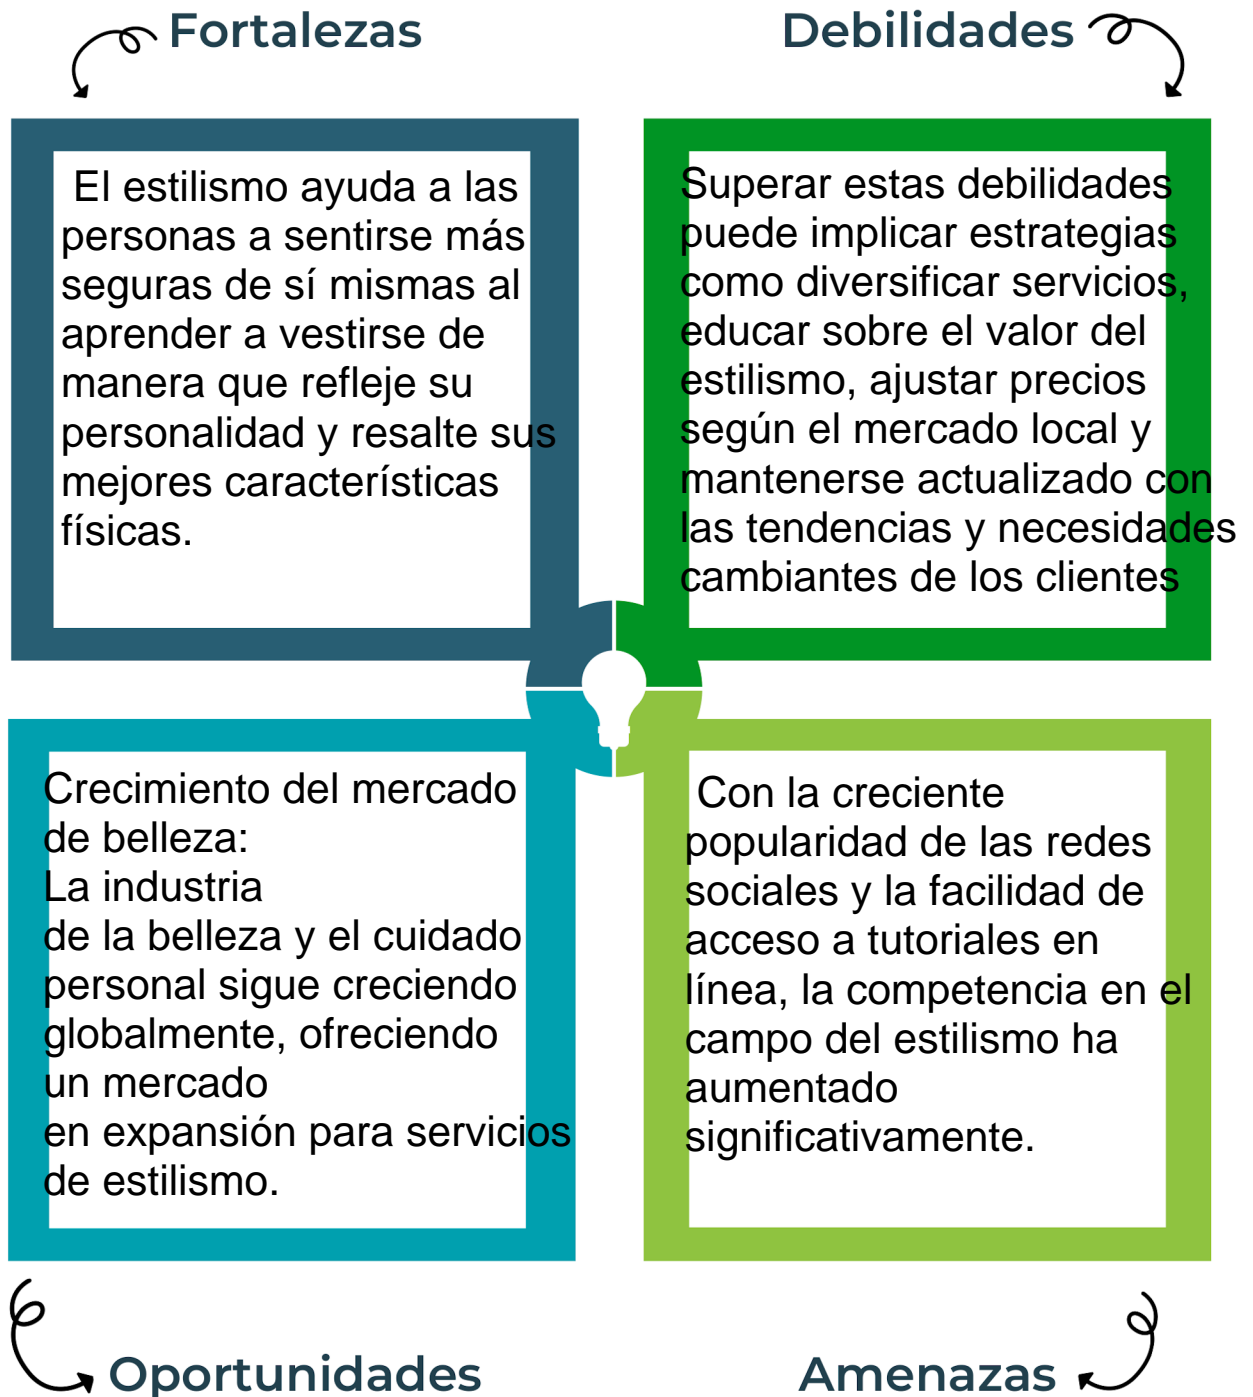 Fortalezas
El estilismo ayuda a las
personas a sentirse más
seguras de sí mismas al
aprender a vestirse de
manera que refleje su
personalidad y resalte sus
mejores características
físicas.
Debilidades
Superar estas debilidades
puede implicar estrategias
como diversificar servicios,
educar sobre el valor del
estilismo, ajustar precios
según el mercado local y
mantenerse actualizado con
las tendencias y necesidades
cambiantes de los clientes
Crecimiento del mercado
de belleza:
La industria
de la belleza y el cuidado
personal sigue creciendo
globalmente, ofreciendo
un mercado
en expansión para servicios
de estilismo.
Oportunidades
Con la creciente
popularidad de las redes
sociales y la facilidad de
acceso a tutoriales en
línea, la competencia en el
campo del estilismo ha
aumentado
significativamente.
Amenazas